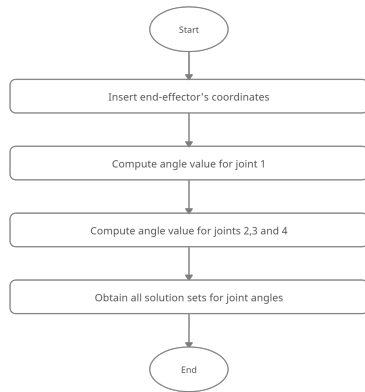 Start
Insert end-effector's coordinates
Compute angle value for joint 1
Compute angle value for joints 2,3 and 4
Obtain all solution sets for joint angles
End